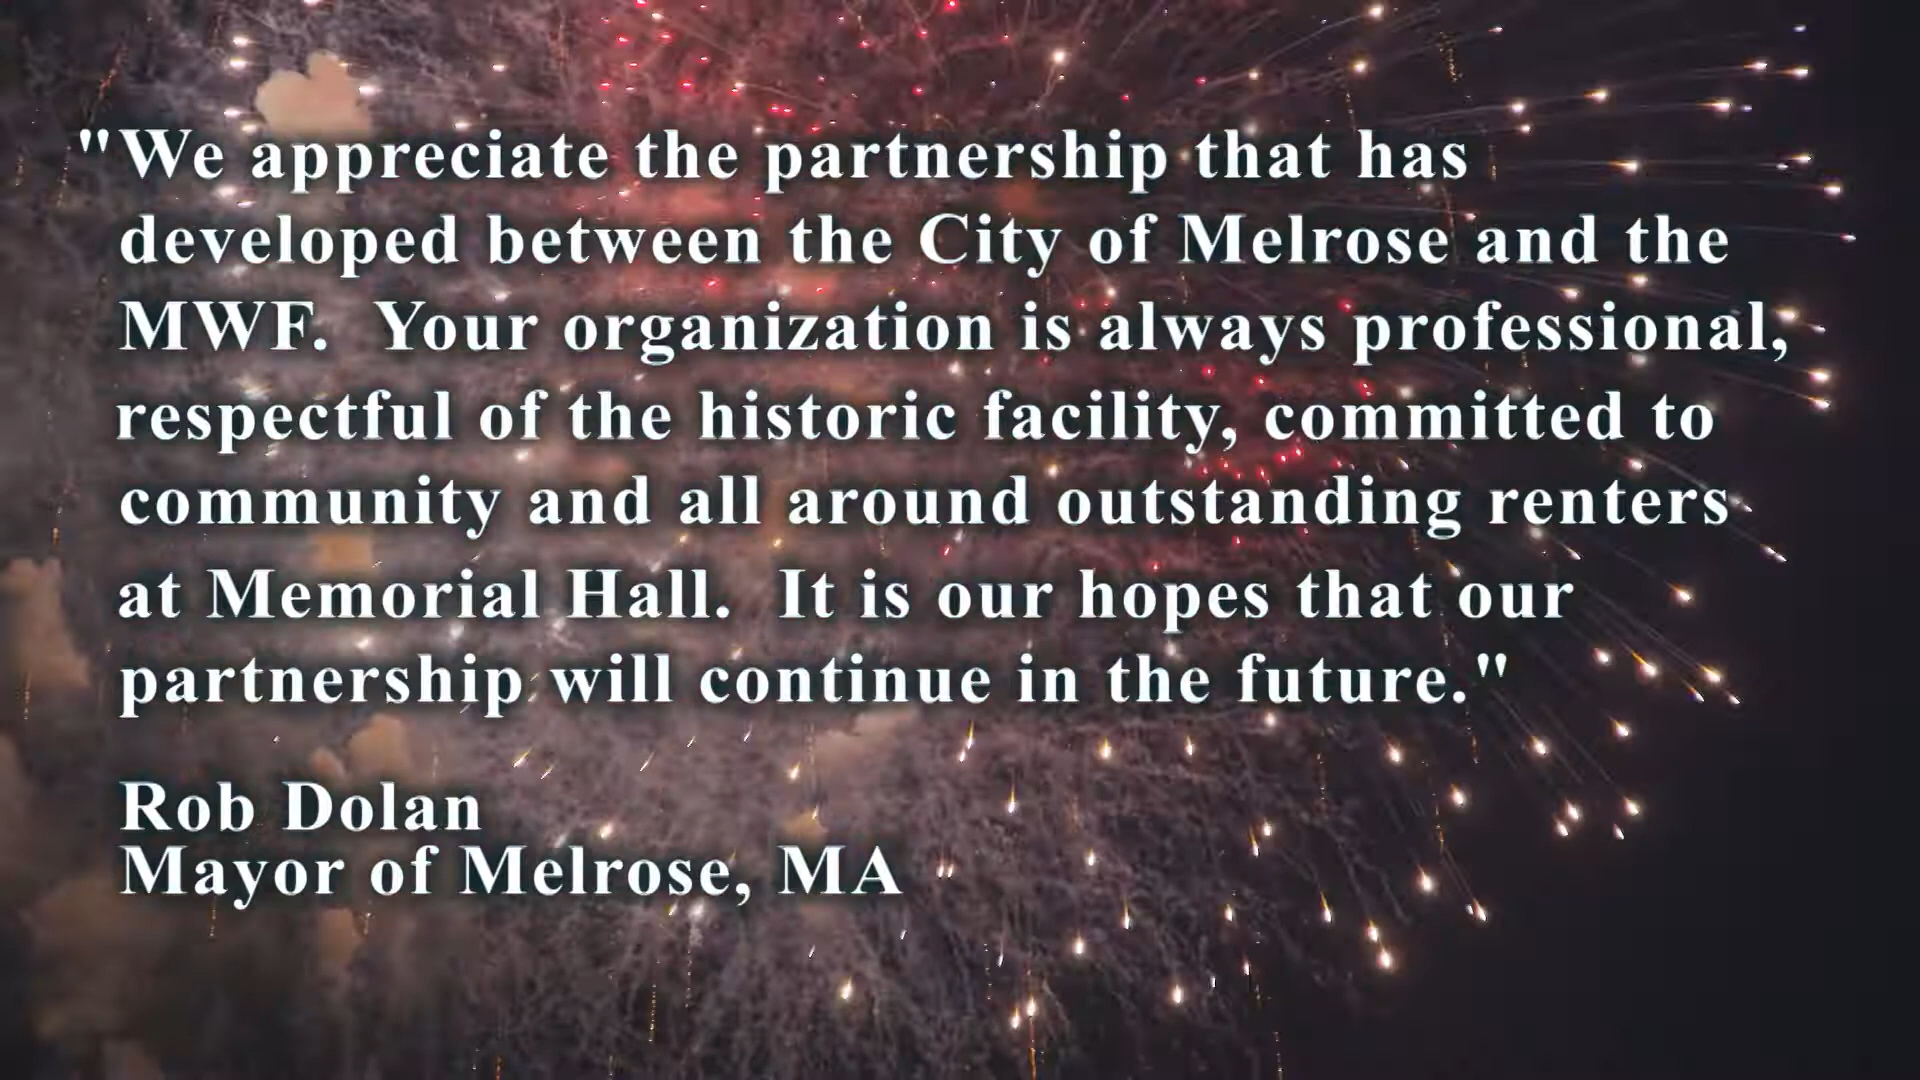 "We appreciate the partnership that has
developed between the City of Melrose and the
MWF.  Your organization is always professional,
respectful of the historic facility, committed to
community and all around outstanding renters
at Memorial Hall.  It is our hopes that our
partnership will continue in the future."
Rob Dolan
Mayor of Melrose, MA